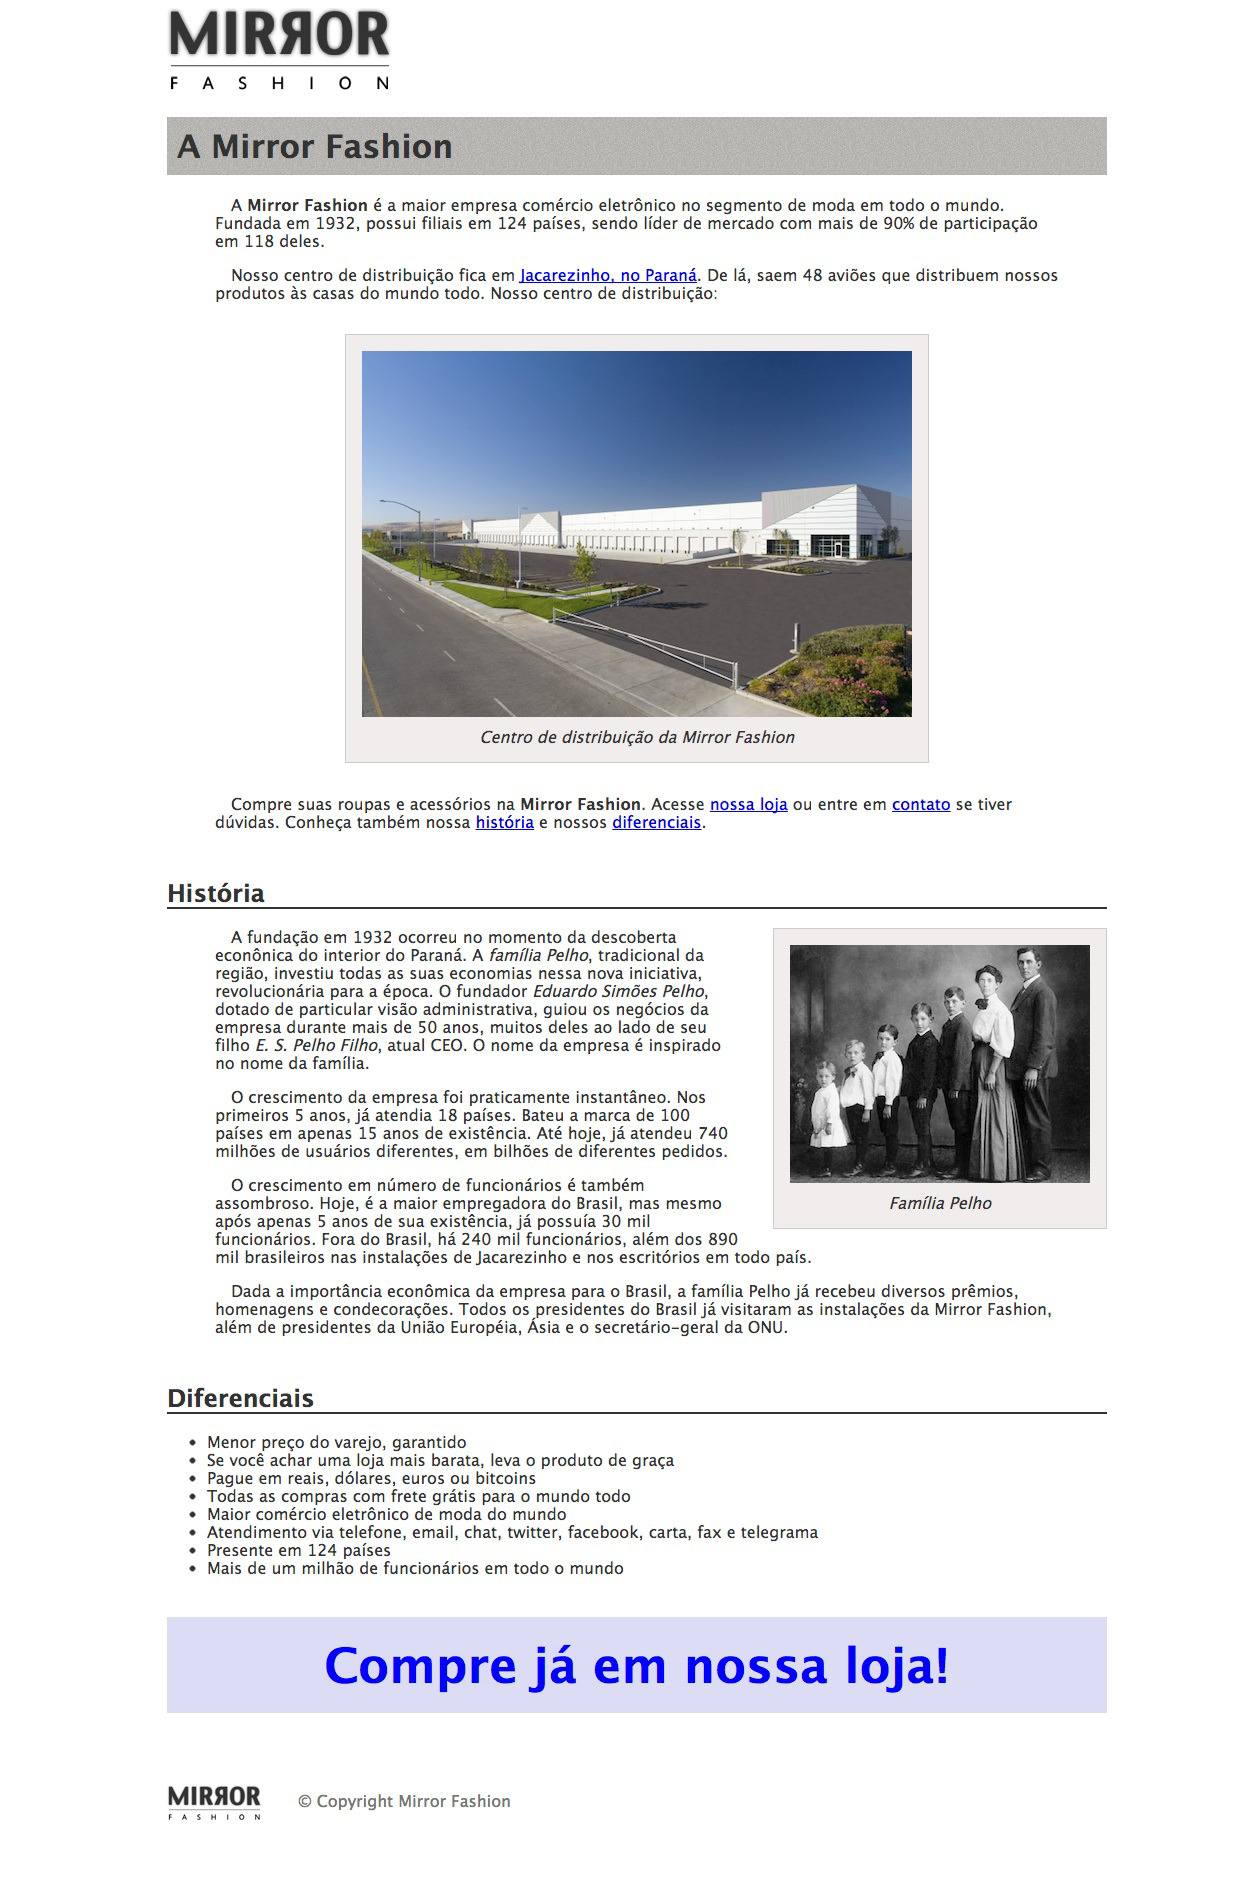 MIRROR
FASHION
A Mirror Fashion
A Mirror Fashion é a maior empresa comércio eletrônico no segmento de moda em todo o mundo.
Fundada em 1932, possui filiais em 124 países, sendo líder de mercado com mais de 90% de participação
em 118 deles.
Nosso centro de distribuição fica em Jacarezinho, no Paraná. De lá, saem 48 aviões que distribuem nossos
produtos às casas do mundo todo. Nosso centro de distribuição:
Centro de distribuição da Mirror Fashion
Compre suas roupas e acessórios na Mirror Fashion. Acesse nossa loja ou entre em contato se tiver
dúvidas. Conheça também nossa história e nossos diferenciais.
História
A fundação em 1932 ocorreu no momento da descoberta
econônica do interior do Paraná. A família Pelho, tradicional da
região, investiu todas as suas economias nessa nova iniciativa,
revolucionária para a época. O fundador Eduardo Simões Pelho,
dotado de particular visão administrativa, guiou os negócios da
empresa durante mais de 50 anos, muitos deles ao lado de seu
filho E. S. Pelho Filho, atual CEO. O nome da empresa é inspirado
no nome da família.
O crescimento da empresa foi praticamente instantâneo. Nos
primeiros 5 anos, já atendia 18 países. Bateu a marca de 100
países em apenas 15 anos de existência. Até hoje, já atendeu 740
milhões de usuários diferentes, em bilhões de diferentes pedidos.
O crescimento em número de funcionários é também
assombroso. Hoje, é a maior empregadora do Brasil, mas mesmo
após apenas 5 anos de sua existência, já possuía 30 mil
funcionários. Fora do Brasil, há 240 mil funcionários, além dos 890
mil brasileiros nas instalações de Jacarezinho e nos escritórios em todo país.
Família Pelho
Dada a importância econômica da empresa para o Brasil, a família Pelho já recebeu diversos prêmios,
homenagens e condecorações. Todos os presidentes do Brasil já visitaram as instalações da Mirror Fashion,
além de presidentes da União Européia, Ásia e o secretário-geral da ONU.
Diferenciais
• Menor preço do varejo, garantido
• Se você achar uma loja mais barata, leva o produto de graça
• Pague em reais, dólares, euros ou bitcoins
• Todas as compras com frete grátis para o mundo todo
• Maior comércio eletrônico de moda do mundo
• Atendimento via telefone, email, chat, twitter, facebook, carta, fax e telegrama
• Presente em 124 países
• Mais de um milhão de funcionários em todo o mundo
Compre já em nossa loja!
MIRROR
FASHION
© Copyright Mirror Fashion